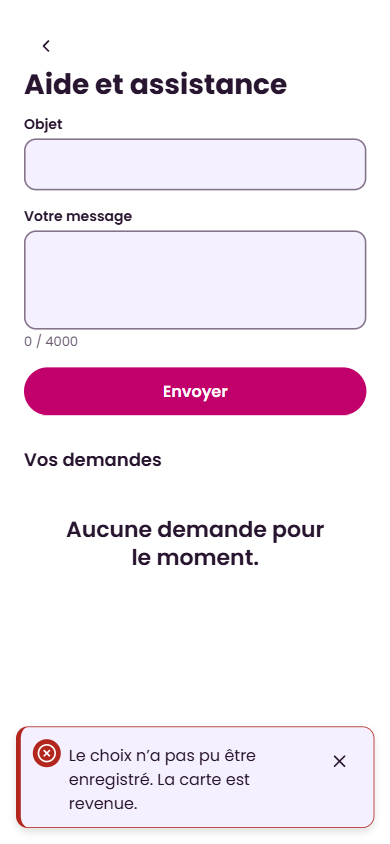 Aide et assistance
Objet
Votre message
0 / 4000
Envoyer
Vos demandes
Aucune demande pour
le moment.
Le choix n’a pas pu être
enregistré. La carte est
revenue.